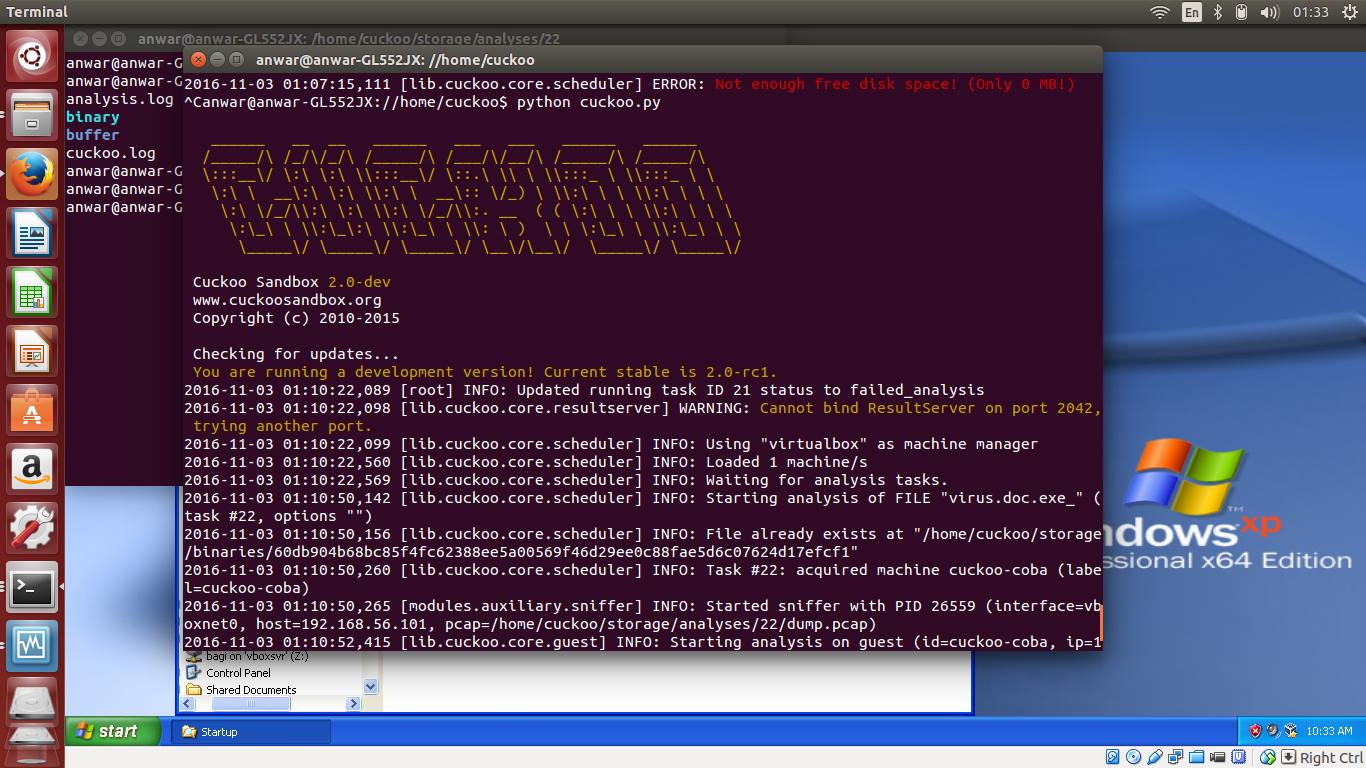 Terminal
En
01:33
anwar@anwar-GL552JX: /home/cuckoo/storage/analyses/22
anwar@anwar-G
anwar@anwar-G
analysis.log
binary
buffer
cuckoo.log
anwar@anwar-G
anwar@anwar-G
anwar@anwar-G
anwar@anwar-GL552JX: //home/cuckoo
2016-11-03 01:07:15,111 [lib.cuckoo.core.scheduler] ERROR: Not enough free disk space! (Only 0 MB!)
^Canwar@anwar-GL552JX://home/cuckoo$ python cuckoo.py
Cuckoo Sandbox 2.0-dev
www.cuckoosandbox.org
Copyright (c) 2010-2015
Checking for updates...
You are running a development version! Current stable is 2.0-rc1.
2016-11-03 01:10:22,089 [root] INFO: Updated running task ID 21 status to failed_analysis
2016-11-03 01:10:22,098 [lib.cuckoo.core.resultserver] WARNING: Cannot bind ResultServer on port 2042,
trying another port.
2016-11-03 01:10:22,099 [lib.cuckoo.core.scheduler] INFO: Using "virtualbox" as machine manager
2016-11-03 01:10:22,560 [lib.cuckoo.core.scheduler] INFO: Loaded 1 machine/s
2016-11-03 01:10:22,569 [lib.cuckoo.core.scheduler] INFO: Waiting for analysis tasks.
2016-11-03 01:10:50,142 [lib.cuckoo.core.scheduler] INFO: Starting analysis of FILE "virus.doc.exe_" (
task #22, options "")
2016-11-03 01:10:50,156 [lib.cuckoo.core.scheduler] INFO: File already exists at "/home/cuckoo/storage
/binaries/60db904b68bc85f4fc62388ee5a00569f46d29ee0c88fae5d6c07624d17efcf1"
2016-11-03 01:10:50,260 [lib.cuckoo.core.scheduler] INFO: Task #22: acquired machine cuckoo-coba (labe
l=cuckoo-coba)
2016-11-03 01:10:50,265 [modules.auxiliary.sniffer] INFO: Started sniffer with PID 26559 (interface=vb
oxnet0, host=192.168.56.101, pcap=/home/cuckoo/storage/analyses/22/dump.pcap)
2016-11-03 01:10:52,415 [lib.cuckoo.core.guest] INFO: Starting analysis on guest (id=cuckoo-coba, ip=1
ndows xp
TM
ssional x64 Edition
bagi on 'vboxsvr' (Z:)
Control Panel
Shared Documents
start
Startup
10:33 AM
Right Ctrl